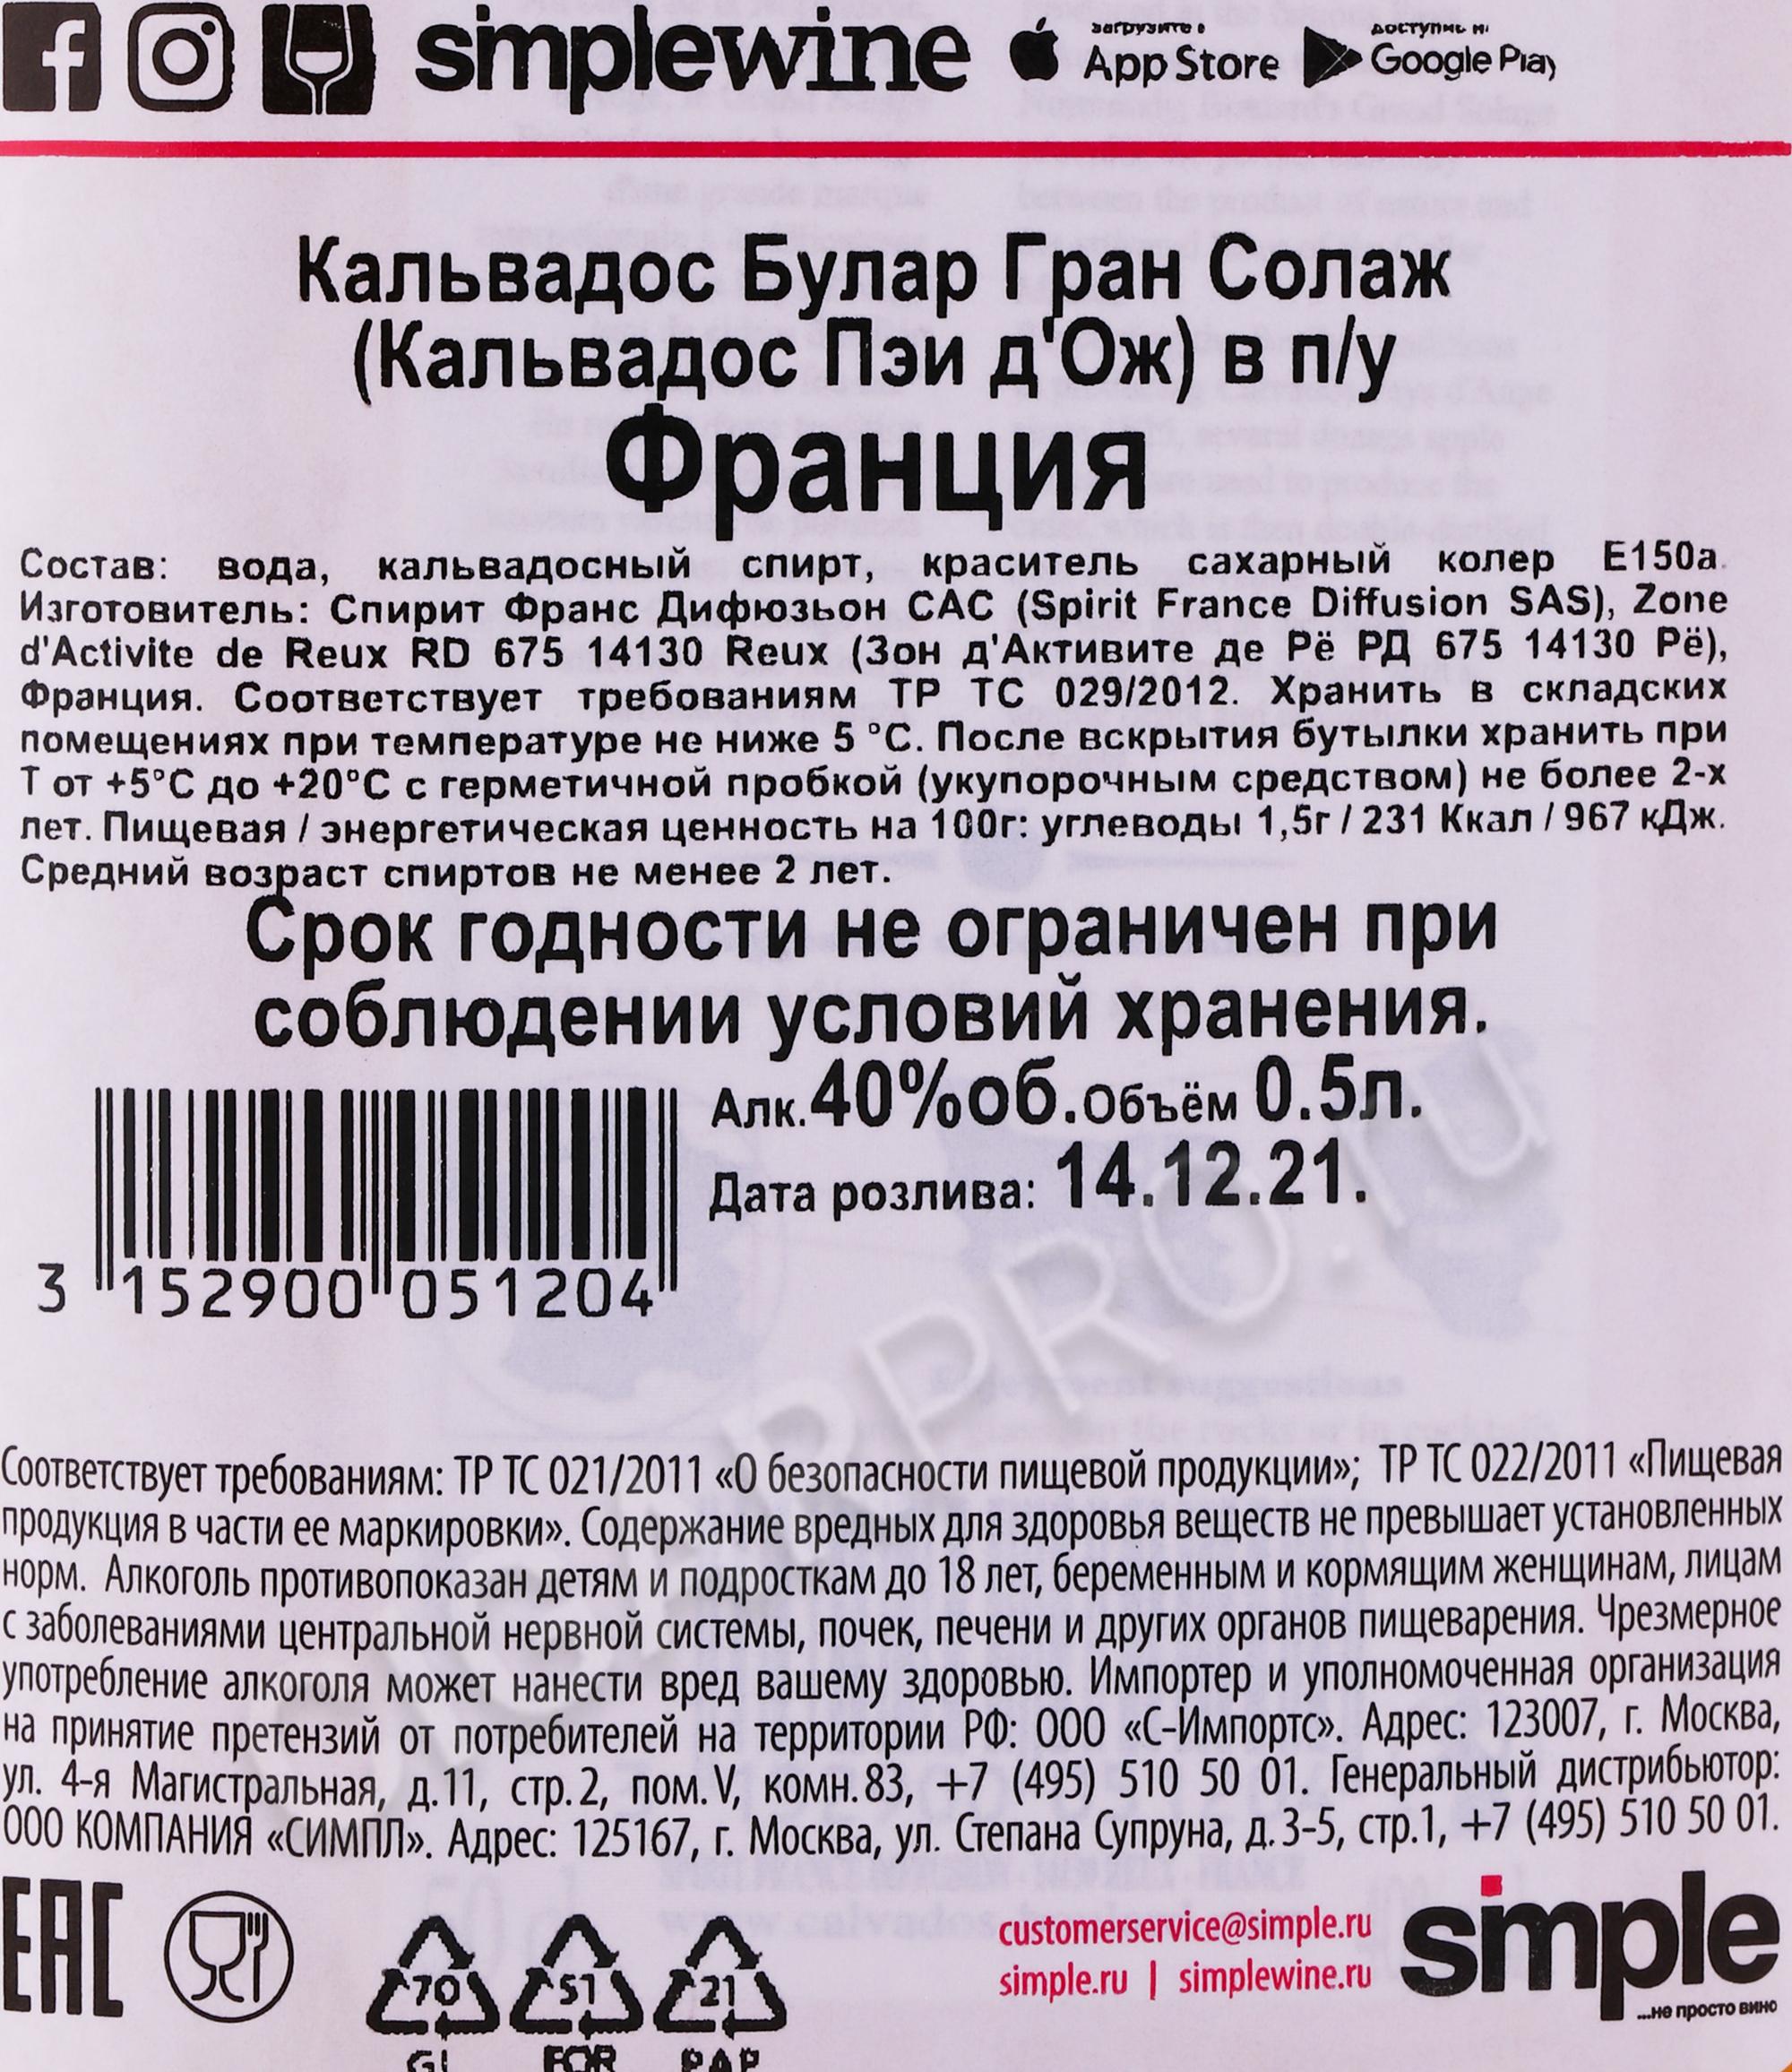 simplewine
загрузите в
App Store
доступно на
Google Play
Кальвадос Булар Гран Солаж
(Кальвадос Пэи д'Ож) в п/у
Франция
Состав: вода, кальвадосный спирт, краситель сахарный колер Е150а.
Изготовитель: Спирит Франс Дифюзьон САС (Spirit France Diffusion SAS), Zone
d'Activite de Reux RD 675 14130 Reux (Зон д'Активите де Рё РД 675 14130 Рё),
Франция. Соответствует требованиям ТР ТС 029/2012. Хранить в складских
помещениях при температуре не ниже 5 °С. После вскрытия бутылки хранить при
Т от +5°С до +20°С с герметичной пробкой (укупорочным средством) не более 2-х
лет. Пищевая / энергетическая ценность на 100г: углеводы 1,5г / 231 Ккал / 967 кДж.
Средний возраст спиртов не менее 2 лет.
Срок годности не ограничен при
соблюдении условий хранения.
Алк.40%об.Объём 0.5л.
Дата розлива: 14.12.21.
3 152900 051204
Соответствует требованиям: ТР ТС 021/2011 «О безопасности пищевой продукции»; ТР ТС 022/2011 «Пищевая
продукция в части ее маркировки». Содержание вредных для здоровья веществ не превышает установленных
норм. Алкоголь противопоказан детям и подросткам до 18 лет, беременным и кормящим женщинам, лицам
с заболеваниями центральной нервной системы, почек, печени и других органов пищеварения. Чрезмерное
употребление алкоголя может нанести вред вашему здоровью. Импортер и уполномоченная организация
на принятие претензий от потребителей на территории РФ: ООО «С-Импортс». Адрес: 123007, г. Москва,
ул. 4-я Магистральная, д.11, стр.2, пом.V, комн.83, +7 (495) 510 50 01. Генеральный дистрибьютор:
ООО КОМПАНИЯ «СИМПЛ». Адрес: 125167, г. Москва, ул. Степана Супруна, д.3-5, стр.1, +7 (495) 510 50 01.
EAC
70
GL
51
FOR
21
PAP
customerservice@simple.ru
simple.ru | simplewine.ru
simple
...не просто вино